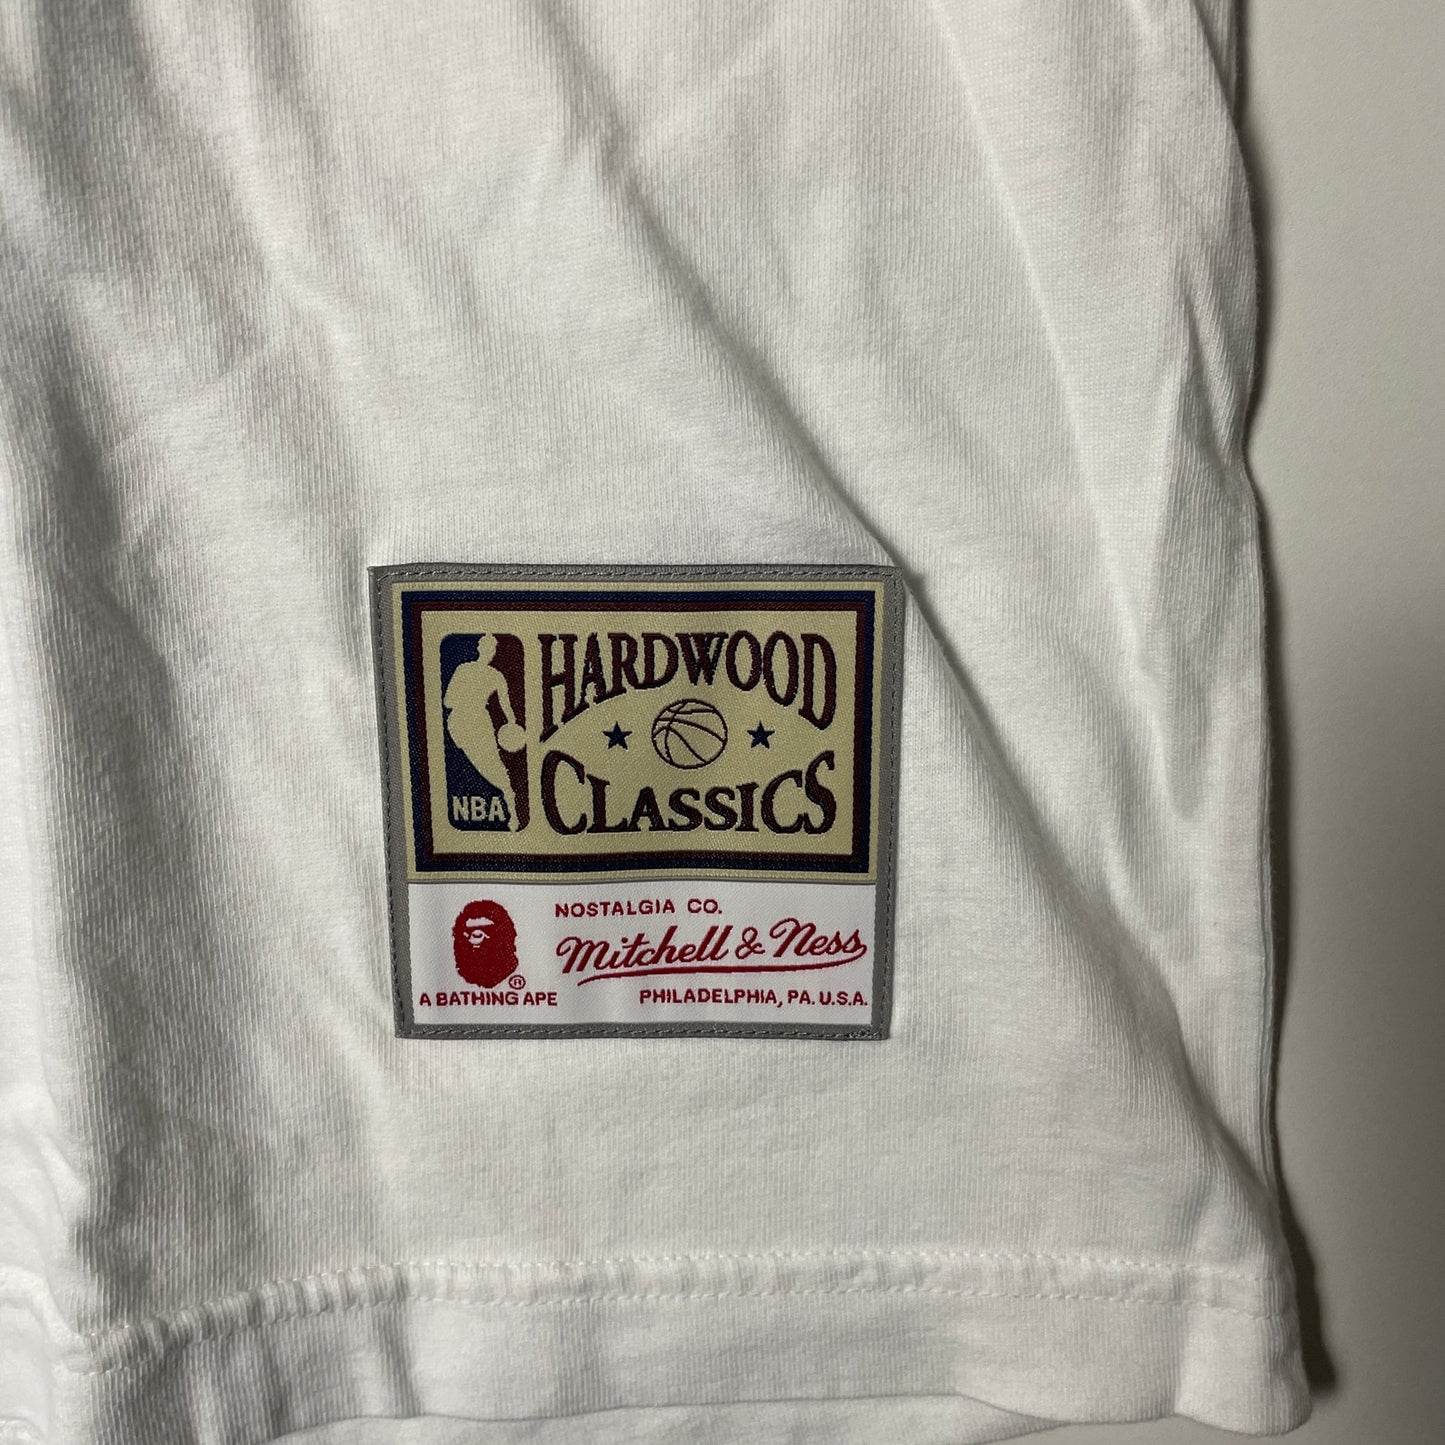 HARDWOOD
CLASSICS
NBA
NOSTALGIA CO.
Mitchell & Ness
®
A BATHING APE
PHILADELPHIA, PA. U.S.A.